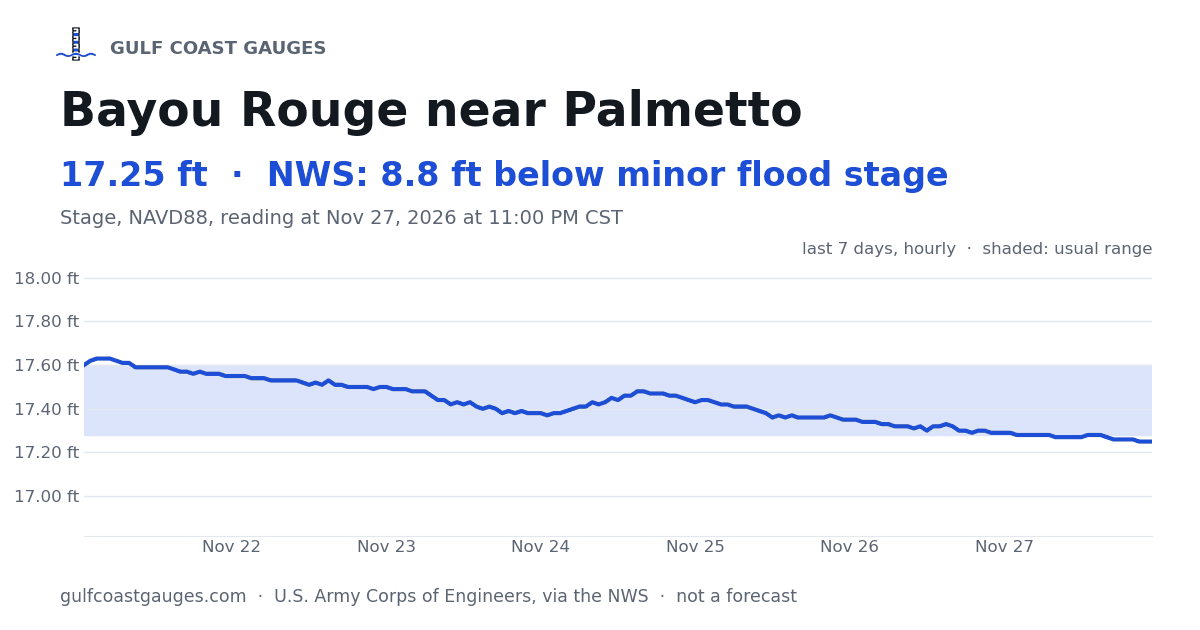 GULF COAST GAUGES
Bayou Rouge near Palmetto
17.25 ft · NWS: 8.8 ft below minor flood stage
Stage, NAVD88, reading at Nov 27, 2026 at 11:00 PM CST
last 7 days, hourly · shaded: usual range
18.00 ft
17.80 ft
17.60 ft
17.40 ft
17.20 ft
17.00 ft
Nov 22 Nov 23 Nov 24 Nov 25 Nov 26 Nov 27
gulfcoastgauges.com · U.S. Army Corps of Engineers, via the NWS · not a forecast